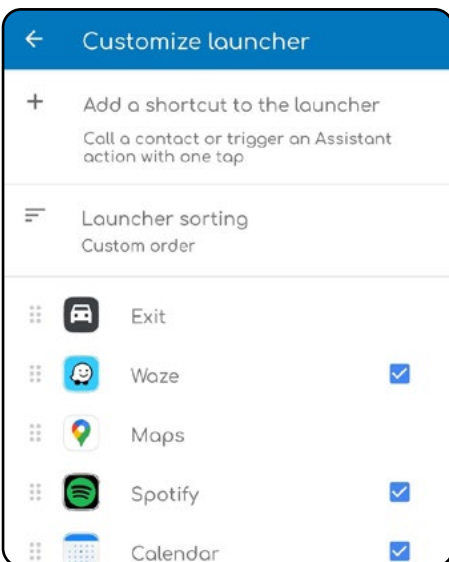 Customize launcher
Add a shortcut to the launcher
Call a contact or trigger an Assistant
action with one tap
Launcher sorting
Custom order
Exit
Waze
Maps
Spotify
Calendar